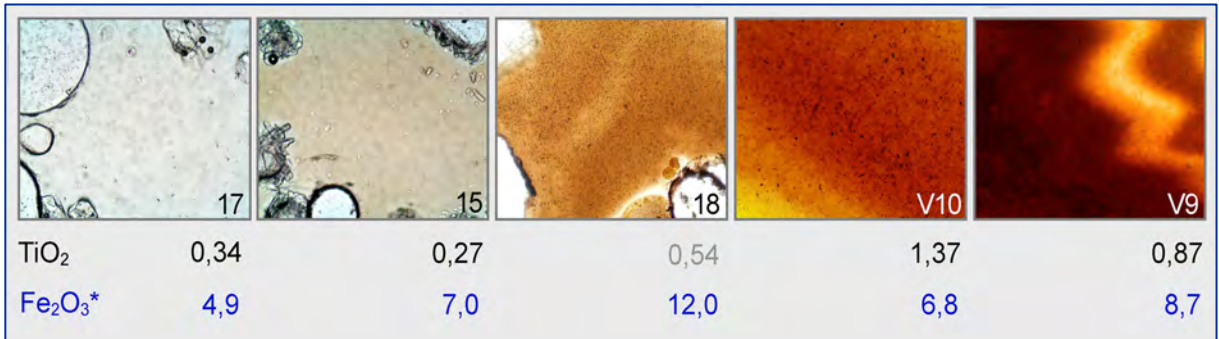 17 15 18 V10 V9
TiO₂ 0,34 0,27 0,54 1,37 0,87
Fe₂O₃* 4,9 7,0 12,0 6,8 8,7